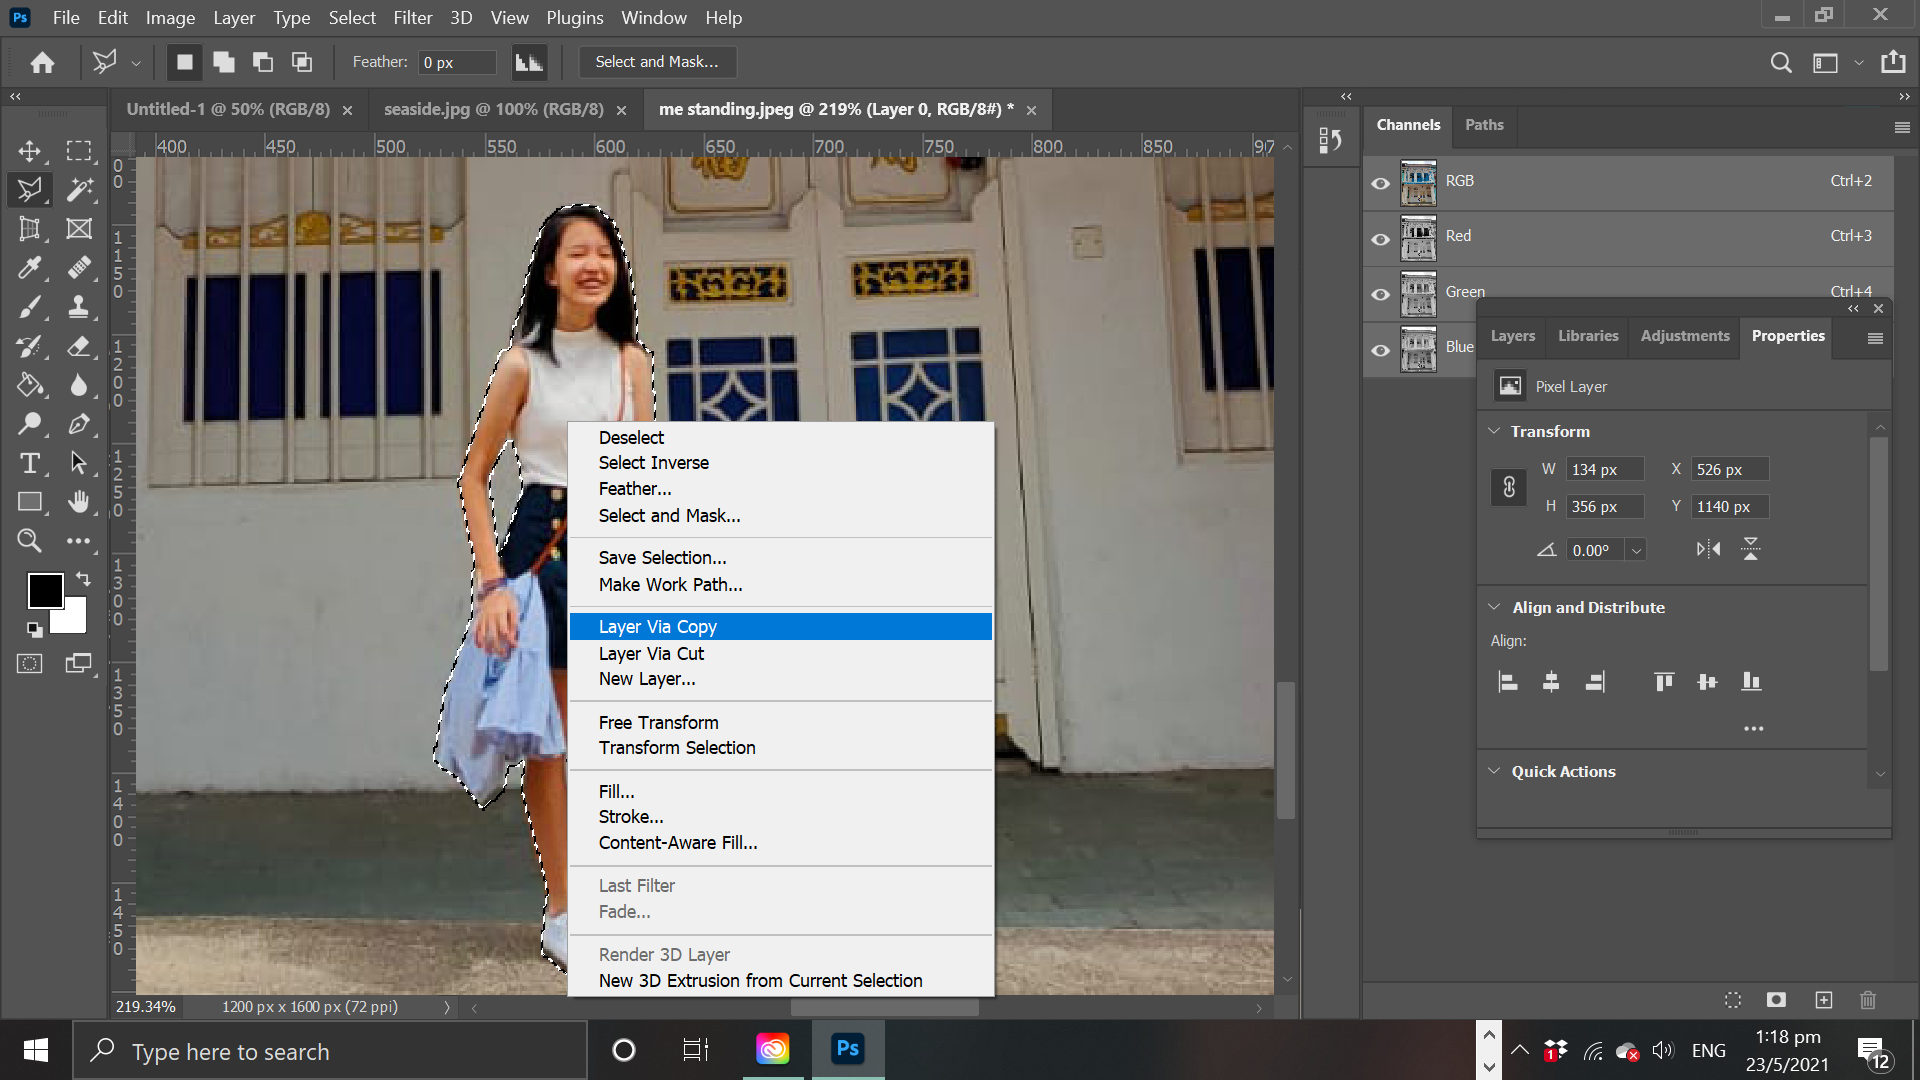 Ps File Edit Image Layer Type Select Filter 3D View Plugins Window Help
Feather: 0 px Select and Mask...
Untitled-1 @ 50% (RGB/8) × seaside.jpg @ 100% (RGB/8) × me standing.jpeg @ 219% (Layer 0, RGB/8#) * ×
400 450 500 550 600 650 700 750 800 850
Channels Paths
RGB Ctrl+2
Red Ctrl+3
Green Ctrl+4
Blue
Layers Libraries Adjustments Properties
Pixel Layer
Transform
W 134 px X 526 px
H 356 px Y 1140 px
0.00°
Align and Distribute
Align:
Quick Actions
1150
1200
1250
1300
1350
1400
1450
T
Deselect
Select Inverse
Feather...
Select and Mask...
Save Selection...
Make Work Path...
Layer Via Copy
Layer Via Cut
New Layer...
Free Transform
Transform Selection
Fill...
Stroke...
Content-Aware Fill...
Last Filter
Fade...
Render 3D Layer
New 3D Extrusion from Current Selection
219.34% 1200 px x 1600 px (72 ppi)
Type here to search
Ps
1
ENG
1:18 pm
23/5/2021
12